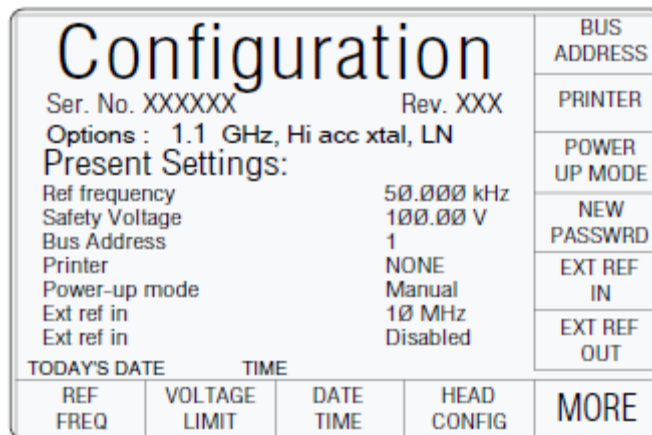 Configuration
Ser. No. XXXXXX Rev. XXX
Options : 1.1 GHz, Hi acc xtal, LN
Present Settings:
Ref frequency 5Ø.ØØØ kHz
Safety Voltage 1ØØ.ØØ V
Bus Address 1
Printer NONE
Power-up mode Manual
Ext ref in 1Ø MHz
Ext ref in Disabled
TODAY'S DATE TIME
BUS
ADDRESS
PRINTER
POWER
UP MODE
NEW
PASSWRD
EXT REF
IN
EXT REF
OUT
REF
FREQ
VOLTAGE
LIMIT
DATE
TIME
HEAD
CONFIG
MORE